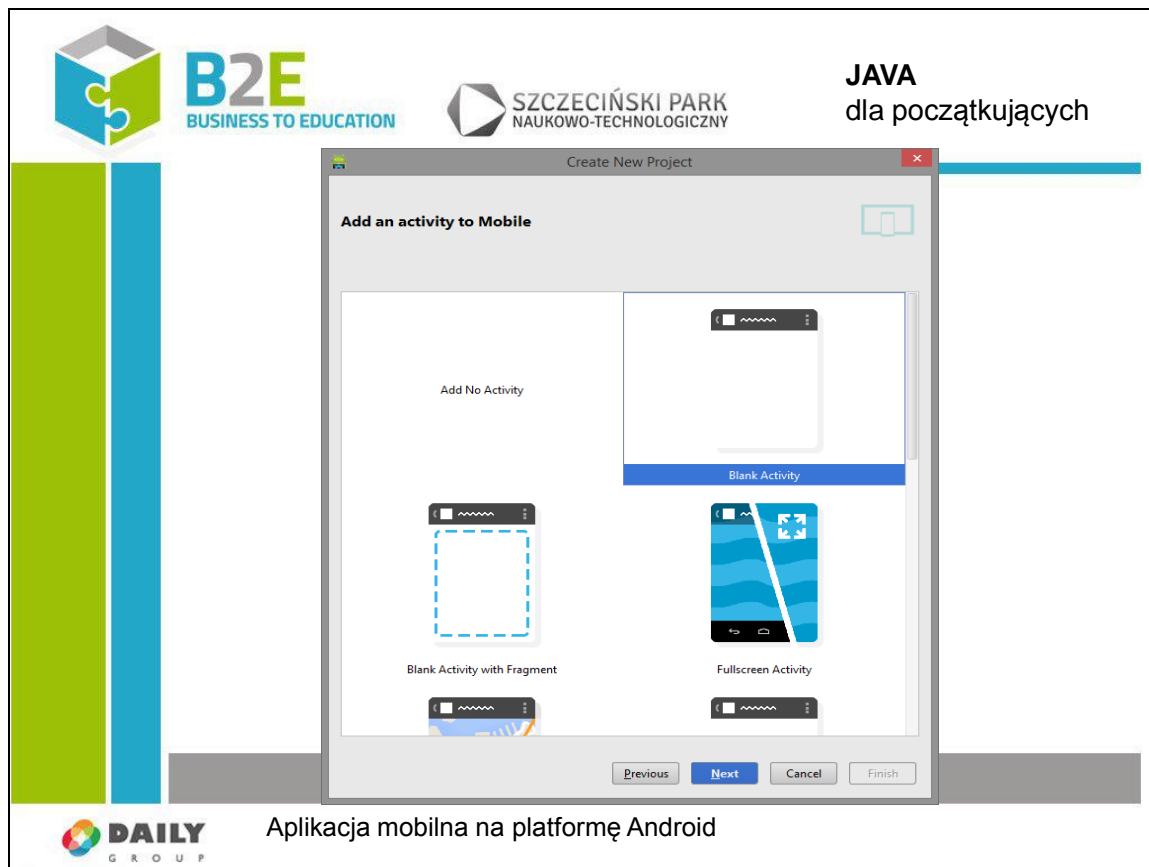 B2E
BUSINESS TO EDUCATION
SZCZECIŃSKI PARK
NAUKOWO-TECHNOLOGICZNY
JAVA
dla początkujących
Create New Project
Add an activity to Mobile
Add No Activity
Blank Activity
Blank Activity with Fragment
Fullscreen Activity
Previous Next Cancel Finish
DAILY
GROUP
Aplikacja mobilna na platformę Android